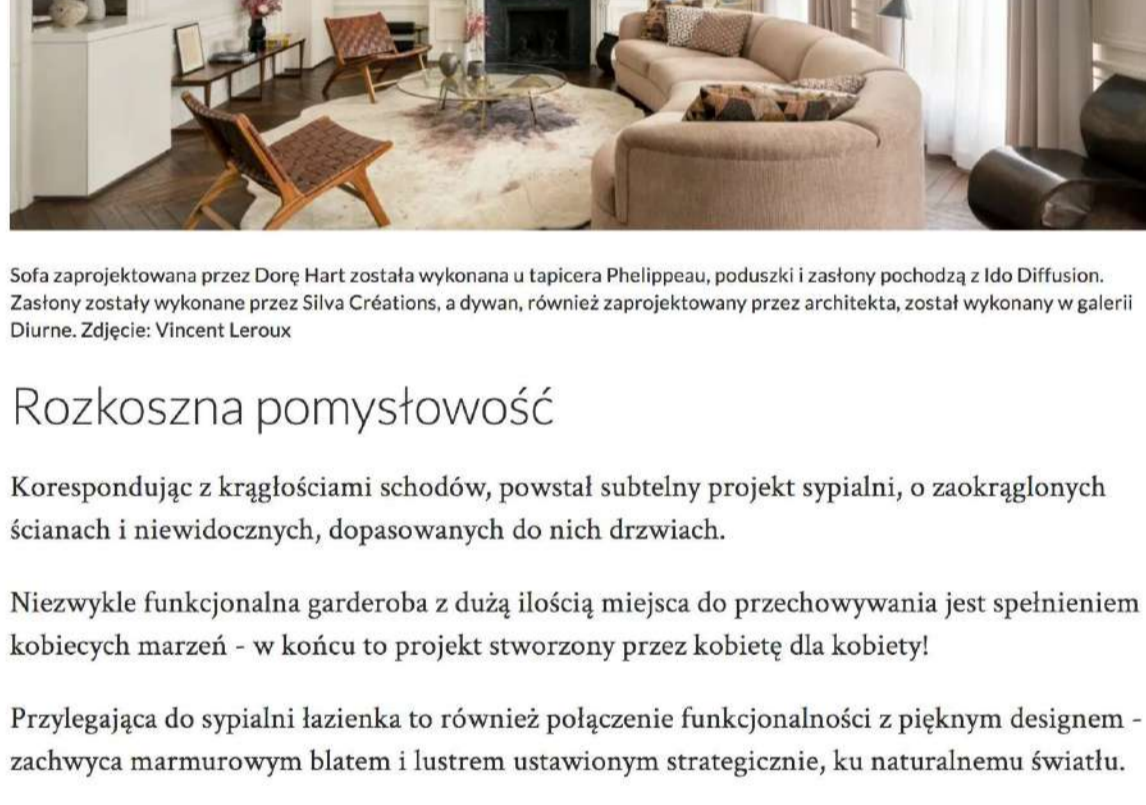 Sofa zaprojektowana przez Dorę Hart została wykonana u tapicera Phelippeau, poduszki i zasłony pochodzą z Ido Diffusion.
Zasłony zostały wykonane przez Silva Créations, a dywan, również zaprojektowany przez architekta, został wykonany w galerii
Diurne. Zdjęcie: Vincent Leroux
Rozkoszna pomysłowość
Korespondując z krągłościami schodów, powstał subtelny projekt sypialni, o zaokrąglonych
ścianach i niewidocznych, dopasowanych do nich drzwiach.
Niezwykle funkcjonalna garderoba z dużą ilością miejsca do przechowywania jest spełnieniem
kobiecych marzeń - w końcu to projekt stworzony przez kobietę dla kobiety!
Przylegająca do sypialni łazienka to również połączenie funkcjonalności z pięknym designem -
zachwyca marmurowym blatem i lustrem ustawionym strategicznie, ku naturalnemu światłu.